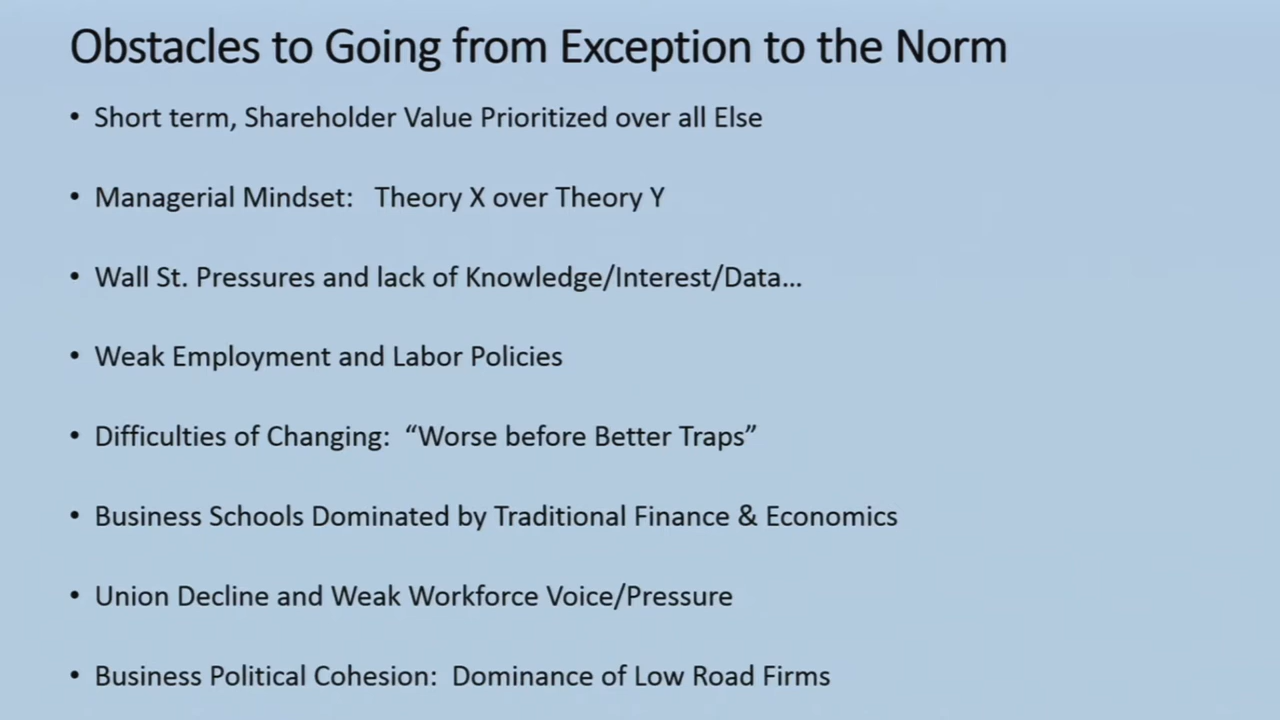 Obstacles to Going from Exception to the Norm
• Short term, Shareholder Value Prioritized over all Else
• Managerial Mindset: Theory X over Theory Y
• Wall St. Pressures and lack of Knowledge/Interest/Data...
• Weak Employment and Labor Policies
• Difficulties of Changing: “Worse before Better Traps”
• Business Schools Dominated by Traditional Finance & Economics
• Union Decline and Weak Workforce Voice/Pressure
• Business Political Cohesion: Dominance of Low Road Firms